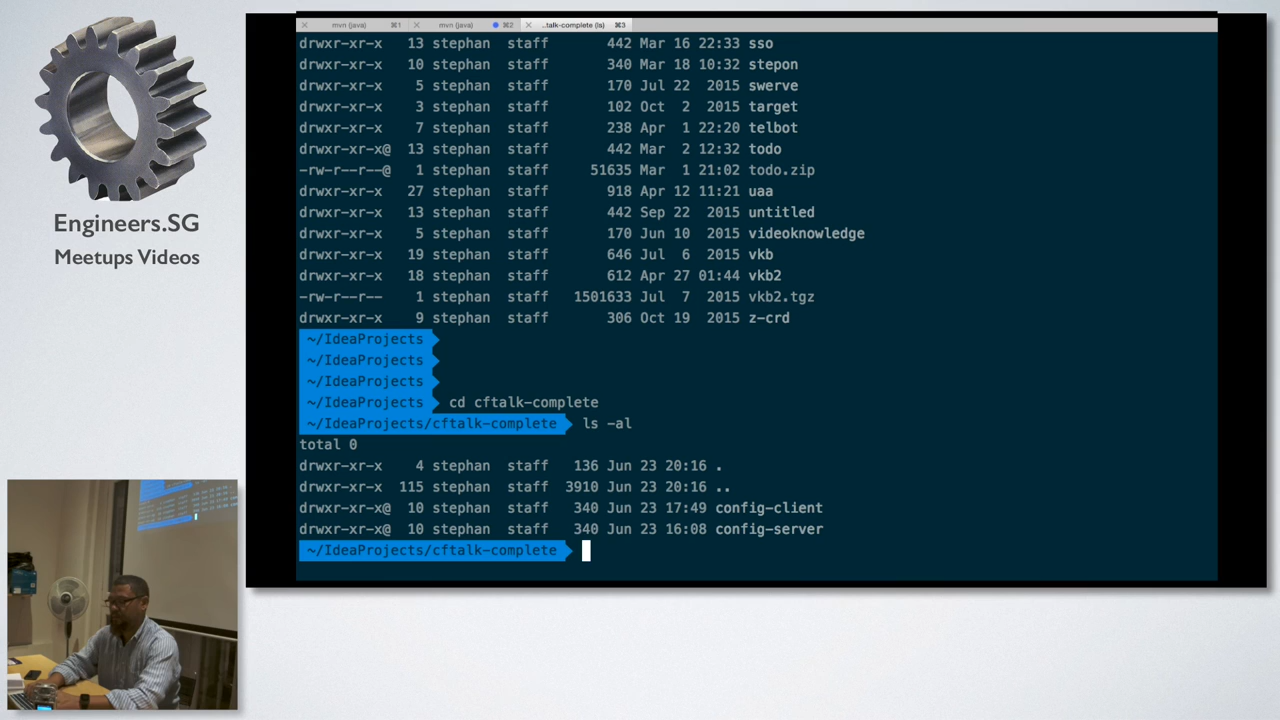 mvn (java) ⌘1 mvn (java) ⌘2 ..talk-complete (ls) ⌘3
drwxr-xr-x 13 stephan staff 442 Mar 16 22:33 sso
drwxr-xr-x 10 stephan staff 340 Mar 18 10:32 stepon
drwxr-xr-x 5 stephan staff 170 Jul 22 2015 swerve
drwxr-xr-x 3 stephan staff 102 Oct 2 2015 target
drwxr-xr-x 7 stephan staff 238 Apr 1 22:20 telbot
drwxr-xr-x@ 13 stephan staff 442 Mar 2 12:32 todo
-rw-r--r--@ 1 stephan staff 51635 Mar 1 21:02 todo.zip
drwxr-xr-x 27 stephan staff 918 Apr 12 11:21 uaa
drwxr-xr-x 13 stephan staff 442 Sep 22 2015 untitled
drwxr-xr-x 5 stephan staff 170 Jun 10 2015 videoknowledge
drwxr-xr-x 19 stephan staff 646 Jul 6 2015 vkb
drwxr-xr-x 18 stephan staff 612 Apr 27 01:44 vkb2
-rw-r--r-- 1 stephan staff 1501633 Jul 7 2015 vkb2.tgz
drwxr-xr-x 9 stephan staff 306 Oct 19 2015 z-crd
~/IdeaProjects
~/IdeaProjects
~/IdeaProjects
~/IdeaProjects cd cftalk-complete
~/IdeaProjects/cftalk-complete ls -al
total 0
drwxr-xr-x 4 stephan staff 136 Jun 23 20:16 .
drwxr-xr-x 115 stephan staff 3910 Jun 23 20:16 ..
drwxr-xr-x@ 10 stephan staff 340 Jun 23 17:49 config-client
drwxr-xr-x@ 10 stephan staff 340 Jun 23 16:08 config-server
~/IdeaProjects/cftalk-complete
Engineers.SG
Meetups Videos